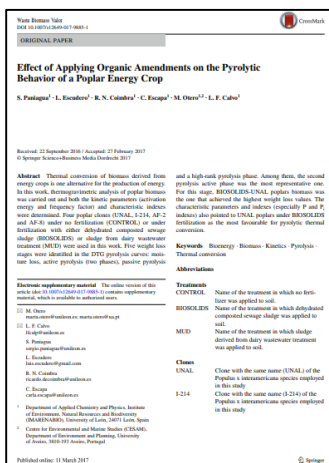 Waste Biomass Valor
DOI 10.1007/s12649-017-9885-1
CrossMark
ORIGINAL PAPER
Effect of Applying Organic Amendments on the Pyrolytic
Behavior of a Poplar Energy Crop
S. Paniagua¹ · L. Escudero¹ · R. N. Coimbra¹ · C. Escapa¹ · M. Otero¹,² · L. F. Calvo¹
Received: 22 September 2016 / Accepted: 27 February 2017
© Springer Science+Business Media Dordrecht 2017
Abstract Thermal conversion of biomass derived from
energy crops is one alternative for the production of energy.
In this work, thermogravimetric analysis of poplar biomass
was carried out and both the kinetic parameters (activation
energy and frequency factor) and characteristic indexes
were determined. Four poplar clones (UNAL, I-214, AF-2
and AF-8) under no fertilization (CONTROL) or under
fertilization with either dehydrated composted sewage
sludge (BIOSOLIDS) or sludge from dairy wastewater
treatment (MUD) were used in this work. Five weight loss
stages were identified in the DTG pyrolysis curves: mois-
ture loss, active pyrolysis (two phases), passive pyrolysis
and a high-rank pyrolysis phase. Among them, the second
pyrolysis active phase was the most representative one.
For this stage, BIOSOLIDS-UNAL poplars biomass was
the one that achieved the highest weight loss values. The
characteristic parameters and indexes (especially P and P
indexes) also pointed to UNAL poplars under BIOSOLIDS
fertilization as the most favourable for pyrolytic thermal
conversion.
Keywords Bioenergy · Biomass · Kinetics · Pyrolysis ·
Thermal conversion
Abbreviations
Treatments
CONTROL Name of the treatment in which no ferti-
lizer was applied to soil.
BIOSOLIDS Name of the treatment in which dehydrated
composted sewage sludge was applied to
soil.
MUD Name of the treatment in which sludge
derived from dairy wastewater treatment
was applied to soil.
Clones
UNAL Clone with the same name (UNAL) of the
Populus x interamericana species employed
in this study
I-214 Clone with the same name (I-214) of the
Populus x interamericana species employed
in this study
Electronic supplementary material The online version of this
article (doi:10.1007/s12649-017-9885-1) contains supplementary
material, which is available to authorized users.
M. Otero
marta.otero@unileon.es; marta.otero@ua.pt
L. F. Calvo
lfcalp@unileon.es
S. Paniagua
sergio.paniagua@unileon.es
L. Escudero
R. N. Coimbra
ricardo.decoimbra@unileon.es
C. Escapa
carla.escapa@unileon.es
¹ Department of Applied Chemistry and Physics, Institute
of Environment, Natural Resources and Biodiversity
(IMARENABIO), University of León, 24071 León, Spain
² Centre for Environmental and Marine Studies (CESAM),
Department of Environment and Planning, University
of Aveiro, 3810-193 Aveiro, Portugal
Published online: 11 March 2017
Springer